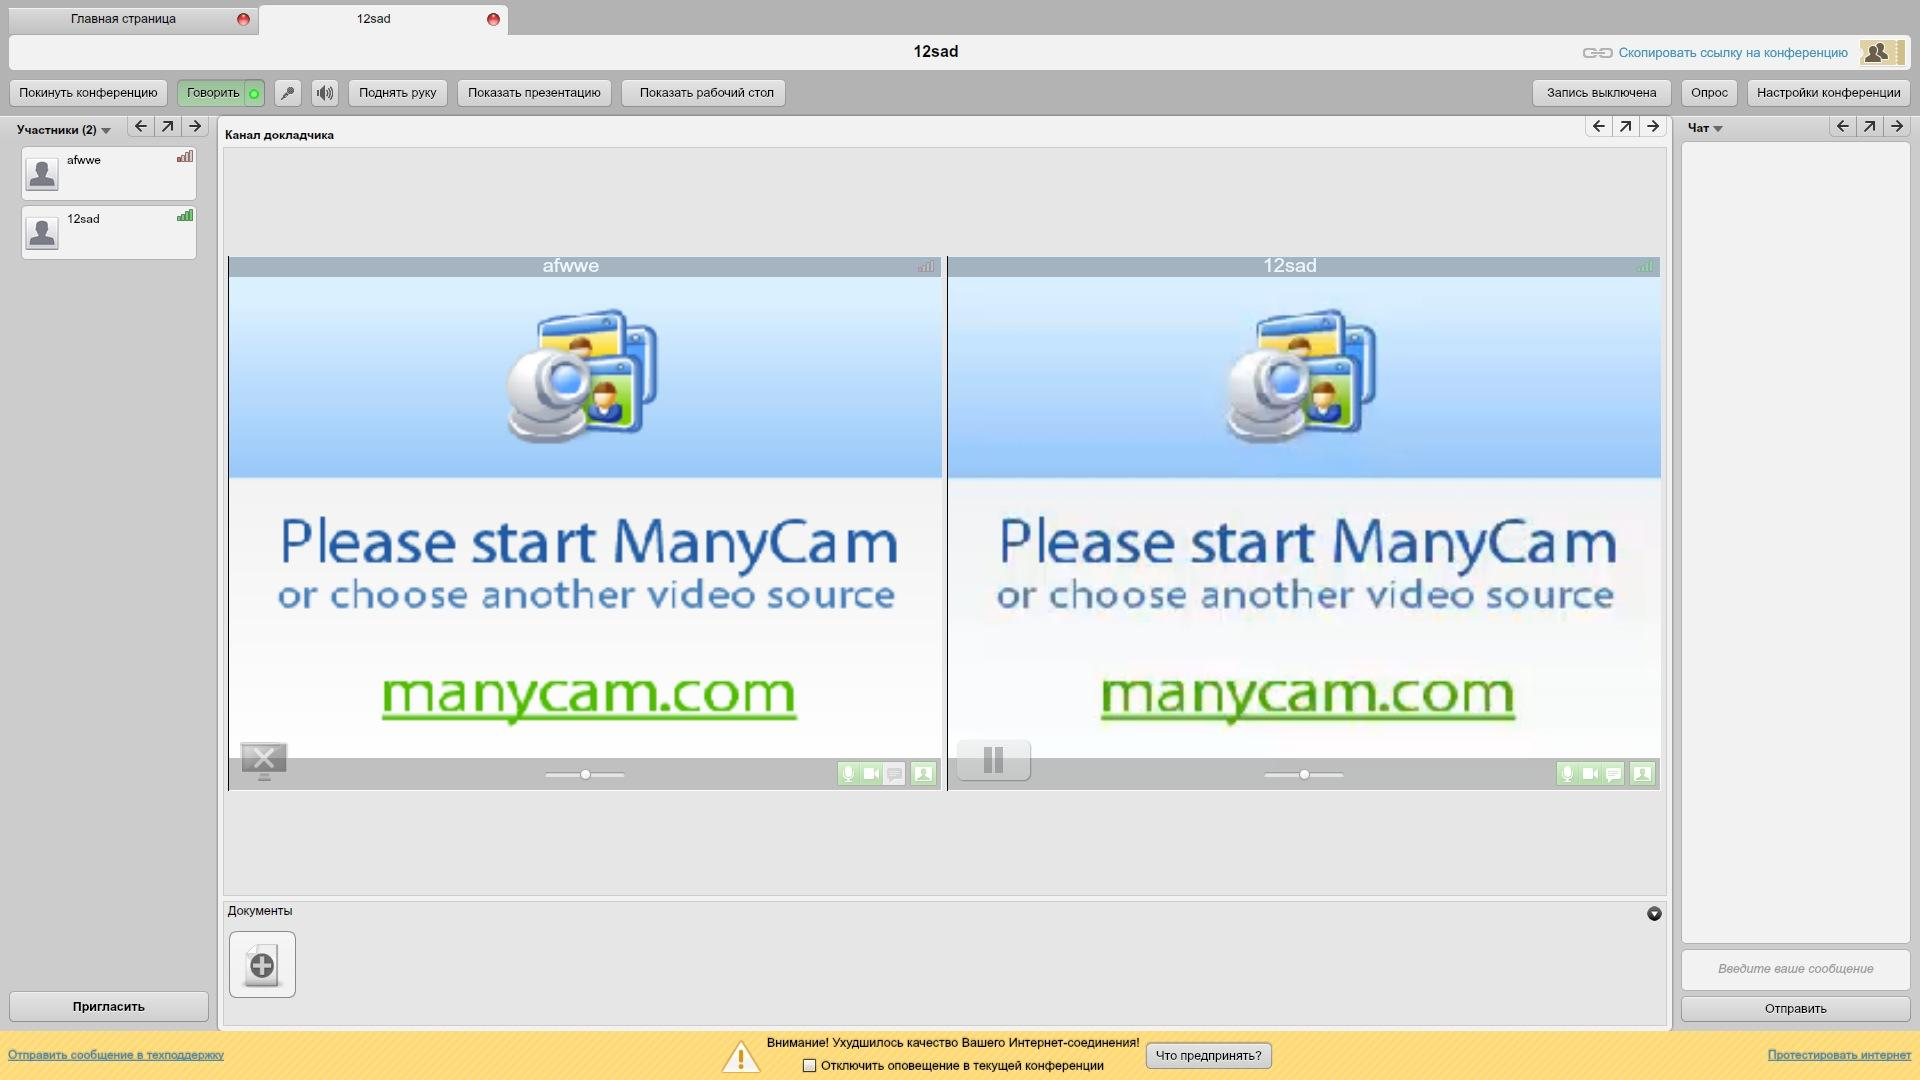 Главная страница
12sad
12sad
Скопировать ссылку на конференцию
Покинуть конференцию
Говорить
Поднять руку
Показать презентацию
Показать рабочий стол
Запись выключена
Опрос
Настройки конференции
Участники (2)
afwwe
12sad
Канал докладчика
afwwe
Please start ManyCam
or choose another video source
manycam.com
12sad
Please start ManyCam
or choose another video source
manycam.com
Документы
Чат
Введите ваше сообщение
Отправить
Пригласить
Отправить сообщение в техподдержку
Внимание! Ухудшилось качество Вашего Интернет-соединения!
Отключить оповещение в текущей конференции
Что предпринять?
Протестировать интернет